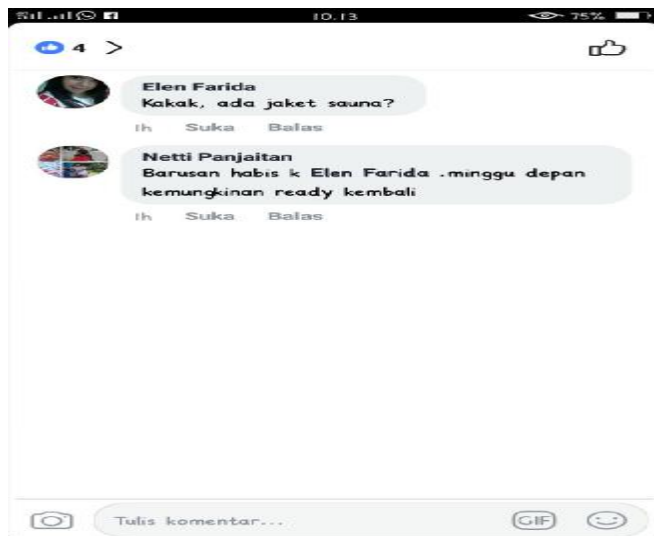 10.13
75%
4 >
Elen Farida
Kakak, ada jaket sauna?
1h Suka Balas
Netti Panjaitan
Barusan habis k Elen Farida .minggu depan
kemungkinan ready kembali
1h Suka Balas
Tulis komentar...
GIF